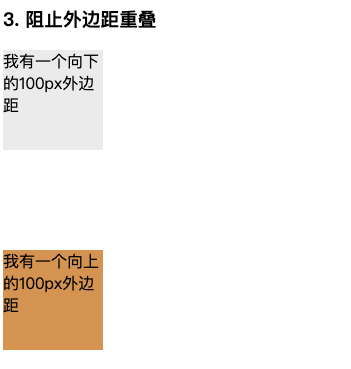 3. 阻止外边距重叠
我有一个向下
的100px外边
距
我有一个向上
的100px外边
距